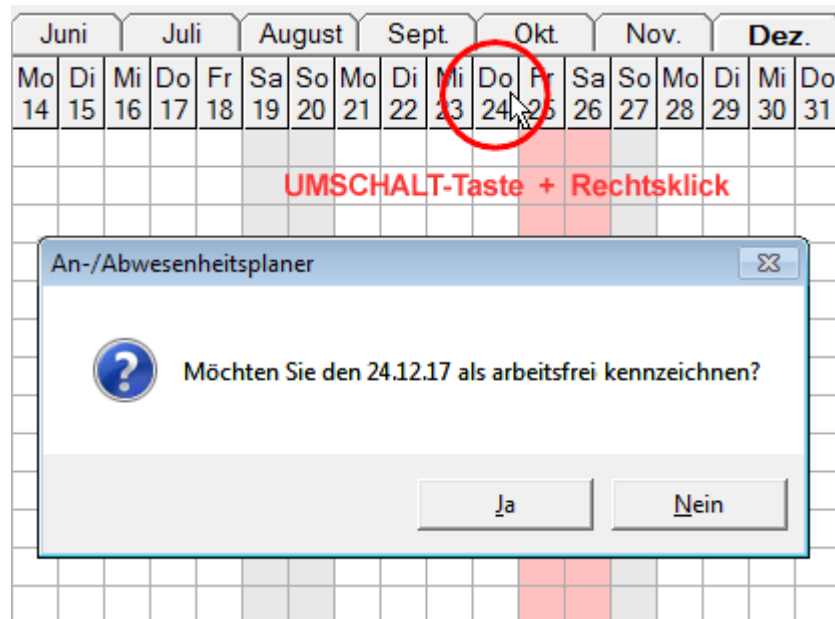 Juni Juli August Sept. Okt. Nov. Dez.
Mo Di Mi Do Fr Sa So Mo Di Mi Do Fr Sa So Mo Di Mi Do
14 15 16 17 18 19 20 21 22 23 24 25 26 27 28 29 30 31
UMSCHALT-Taste + Rechtsklick
An-/Abwesenheitsplaner
Möchten Sie den 24.12.17 als arbeitsfrei kennzeichnen?
Ja Nein